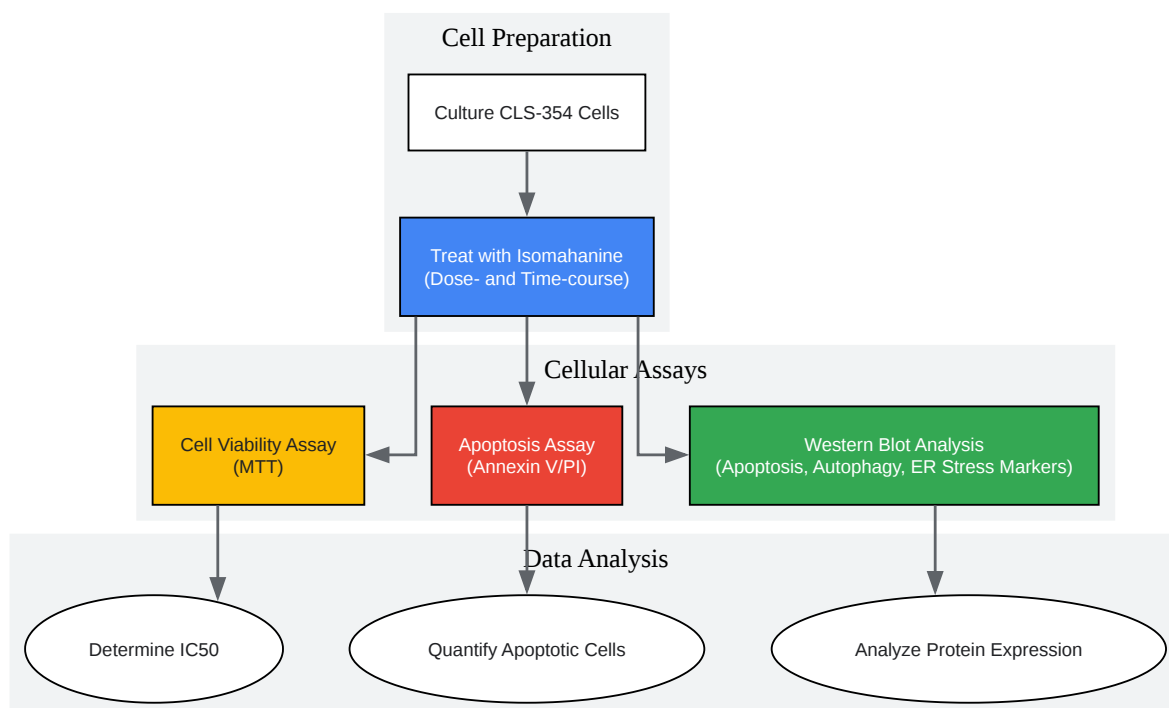 Cell Preparation
Culture CLS-354 Cells
Treat with Isomahanine
(Dose- and Time-course)
Cellular Assays
Cell Viability Assay
(MTT)
Apoptosis Assay
(Annexin V/PI)
Western Blot Analysis
(Apoptosis, Autophagy, ER Stress Markers)
Data Analysis
Determine IC50
Quantify Apoptotic Cells
Analyze Protein Expression